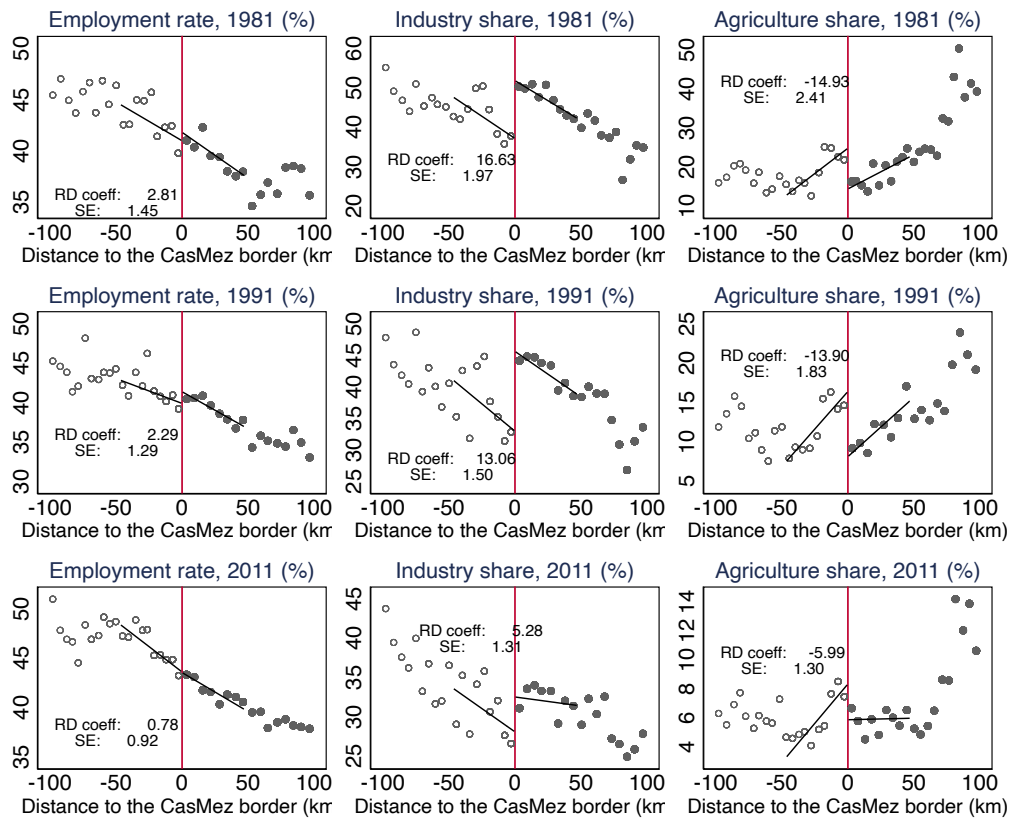 Employment rate, 1981 (%)
50
45
40
35
RD coeff: 2.81
SE: 1.45
-100 -50 0 50 100
Distance to the CasMez border (km
Industry share, 1981 (%)
60
50
40
30
20
RD coeff: 16.63
SE: 1.97
-100 -50 0 50 100
Distance to the CasMez border (km
Agriculture share, 1981 (%)
50
40
30
20
10
RD coeff: -14.93
SE: 2.41
-100 -50 0 50 100
Distance to the CasMez border (km)
Employment rate, 1991 (%)
50
45
40
35
30
RD coeff: 2.29
SE: 1.29
-100 -50 0 50 100
Distance to the CasMez border (km
Industry share, 1991 (%)
50
45
40
35
30
25
RD coeff: 13.06
SE: 1.50
-100 -50 0 50 100
Distance to the CasMez border (km
Agriculture share, 1991 (%)
25
20
15
10
5
RD coeff: -13.90
SE: 1.83
-100 -50 0 50 100
Distance to the CasMez border (km)
Employment rate, 2011 (%)
50
45
40
35
RD coeff: 0.78
SE: 0.92
-100 -50 0 50 100
Distance to the CasMez border (km
Industry share, 2011 (%)
45
40
35
30
25
RD coeff: 5.28
SE: 1.31
-100 -50 0 50 100
Distance to the CasMez border (km
Agriculture share, 2011 (%)
14
12
10
8
6
4
RD coeff: -5.99
SE: 1.30
-100 -50 0 50 100
Distance to the CasMez border (km)